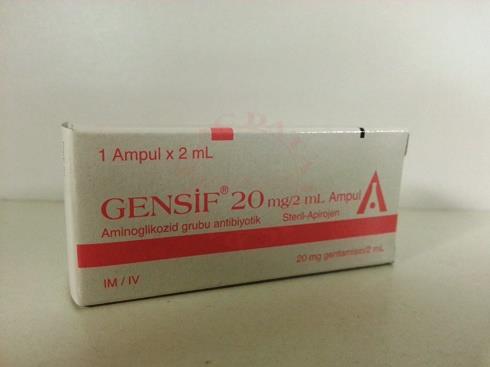 1 Ampul x 2 mL
GENSİF® 20 mg/2 mL Ampul
Aminoglikozid grubu antibiyotik
Steril-Apirojen
20 mg gentamisin/2 mL
IM / IV